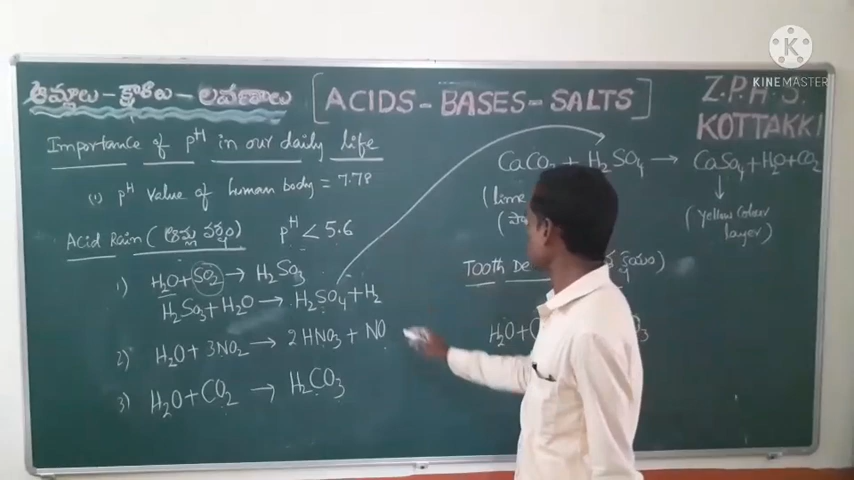 ఆమ్లాలు - క్షారాలు - లవణాలు [ACIDS - BASES - SALTS]
Z.P.H.S.
KOTTAKKI
Importance of pH in our daily life
(1) pH value of human body = 7.78
Acid Rain (ఆమ్ల వర్షం) pH < 5.6
1) H2O + SO2 → H2SO3
H2SO3 + H2O → H2SO4 + H2
2) H2O + 3NO2 → 2HNO3 + NO
3) H2O + CO2 → H2CO3
CaCO3 + H2SO4 → CaSO4 + H2O + CO2
(lime
(Yellow Colour
layer)
Tooth De
H2O + C
KINEMASTER